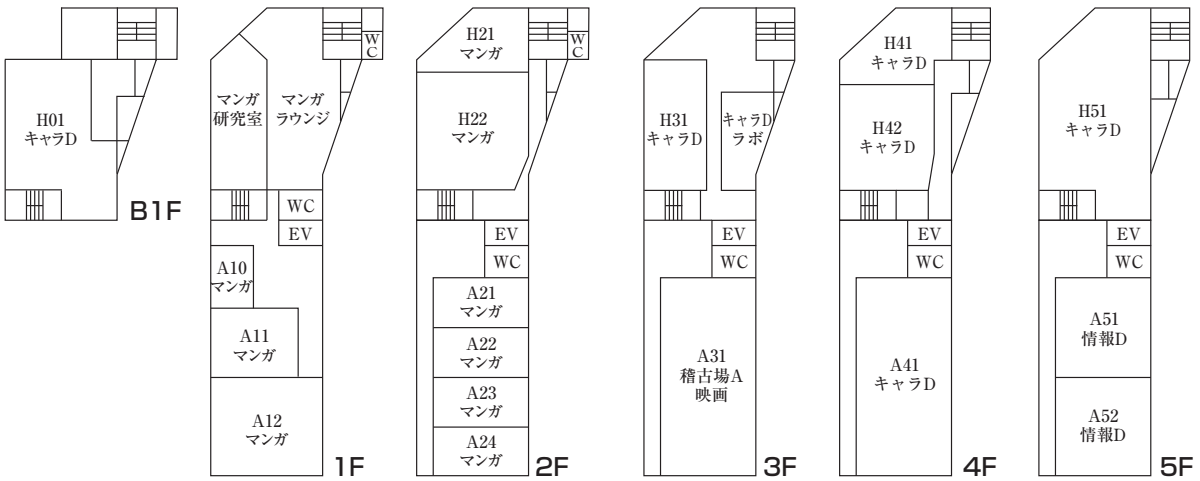 H01
キャラD
B1F
W
C
マンガ
研究室
マンガ
ラウンジ
WC
EV
A10
マンガ
A11
マンガ
A12
マンガ
1F
H21
マンガ
W
C
H22
マンガ
EV
WC
A21
マンガ
A22
マンガ
A23
マンガ
A24
マンガ
2F
H31
キャラD
キャラD
ラボ
EV
WC
A31
稽古場A
映画
3F
H41
キャラD
H42
キャラD
EV
WC
A41
キャラD
4F
H51
キャラD
EV
WC
A51
情報D
A52
情報D
5F